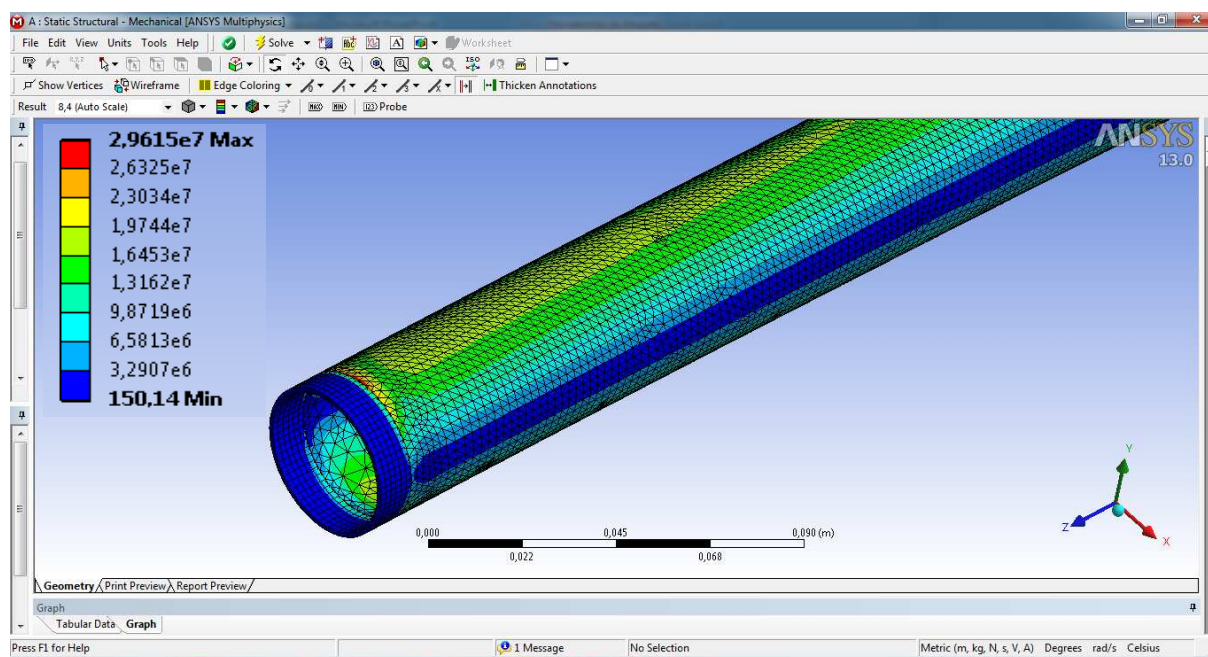 A : Static Structural - Mechanical [ANSYS Multiphysics]
File Edit View Units Tools Help Solve Worksheet
Show Vertices Wireframe Edge Coloring Thicken Annotations
Result 8,4 (Auto Scale) MAX MIN 123 Probe
2,9615e7 Max
2,6325e7
2,3034e7
1,9744e7
1,6453e7
1,3162e7
9,8719e6
6,5813e6
3,2907e6
150,14 Min
ANSYS
13.0
0,000 0,045 0,090 (m)
0,022 0,068
Y
Z
X
Geometry Print Preview Report Preview
Graph
Tabular Data Graph
Press F1 for Help 1 Message No Selection Metric (m, kg, N, s, V, A) Degrees rad/s Celsius